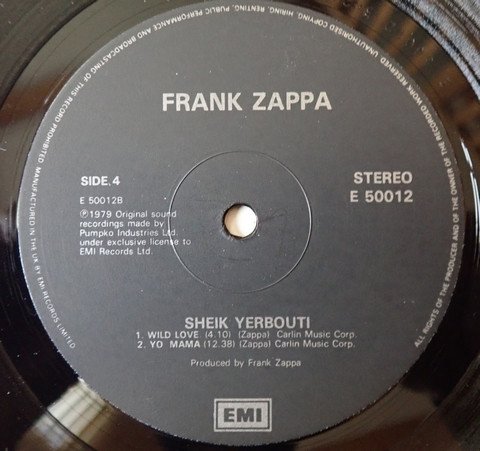 FRANK ZAPPA
SIDE.4
E 50012B
℗1979 Original sound
recordings made by
Pumpko Industries Ltd.
under exclusive license to
EMI Records Ltd.
STEREO
E 50012
SHEIK YERBOUTI
1. WILD LOVE (4.10) (Zappa) Carlin Music Corp.
2. YO MAMA (12.38) (Zappa) Carlin Music Corp.
Produced by Frank Zappa
EMI
ALL RIGHTS OF THE PRODUCER AND OF THE OWNER OF THE RECORDED WORK RESERVED. UNAUTHORISED COPYING, HIRING, RENTING, PUBLIC PERFORMANCE AND BROADCASTING OF THIS RECORD PROHIBITED. MANUFACTURED IN THE UK BY EMI RECORDS LIMITED